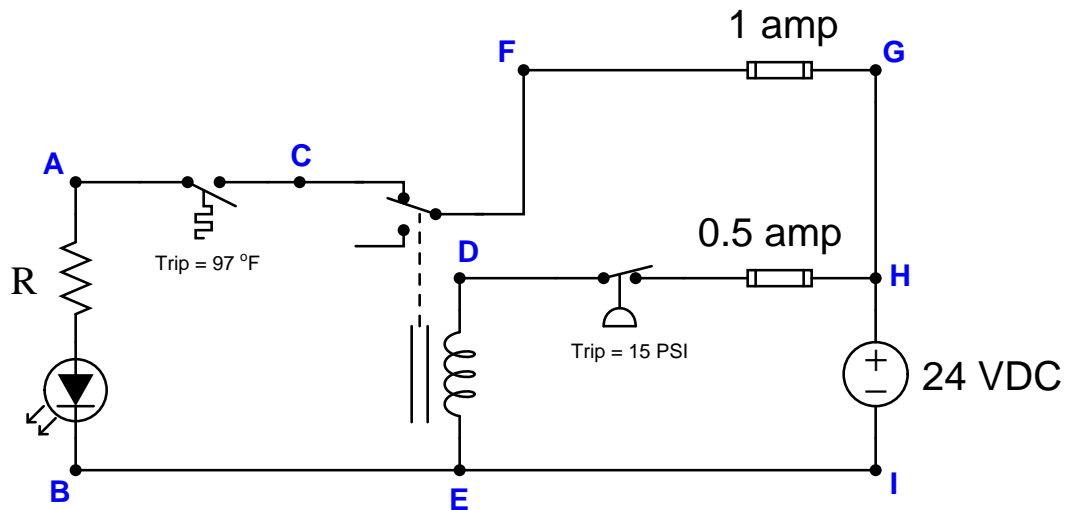 1 amp
F
G
A
C
D
0.5 amp
Trip = 97 °F
R
H
Trip = 15 PSI
+
−
24 VDC
B
E
I